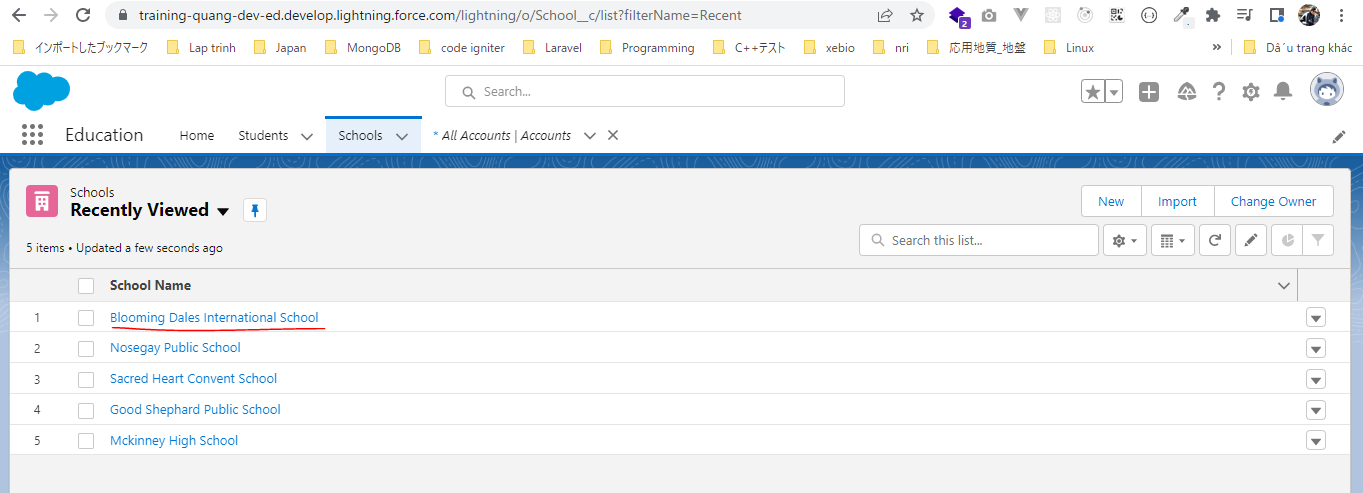 training-quang-dev-ed.develop.lightning.force.com/lightning/o/School__c/list?filterName=Recent
2
インポートしたブックマーク Lap trinh Japan MongoDB code igniter Laravel Programming C++テスト xebio nri 応用地質_地盤 Linux » Dấu trang khác
Search...
Education Home Students Schools * All Accounts | Accounts
Schools
Recently Viewed
New Import Change Owner
5 items • Updated a few seconds ago
Search this list...
School Name
1 Blooming Dales International School
2 Nosegay Public School
3 Sacred Heart Convent School
4 Good Shephard Public School
5 Mckinney High School